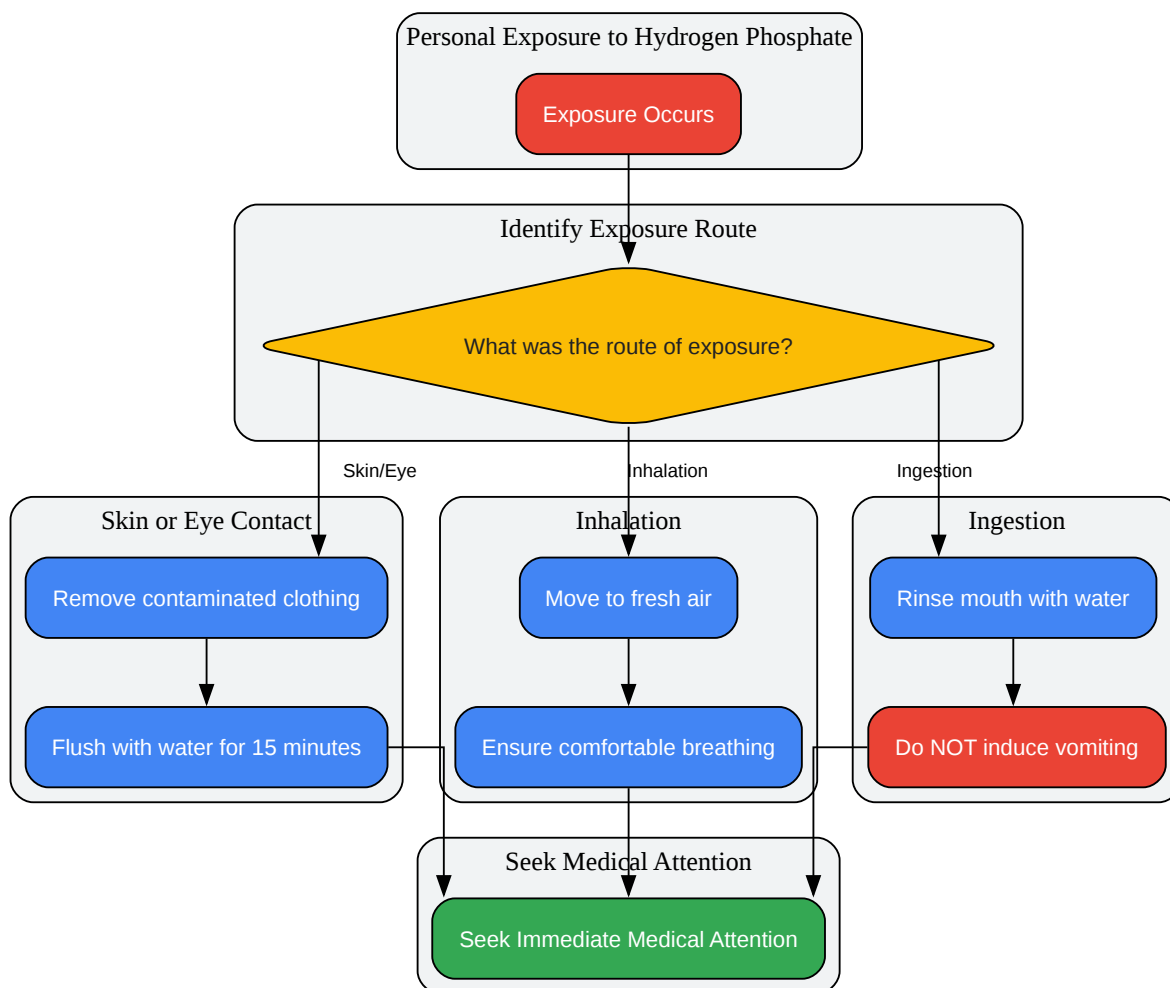 Personal Exposure to Hydrogen Phosphate
Exposure Occurs
Identify Exposure Route
What was the route of exposure?
Skin/Eye
Inhalation
Ingestion
Skin or Eye Contact
Inhalation
Ingestion
Remove contaminated clothing
Move to fresh air
Rinse mouth with water
Flush with water for 15 minutes
Ensure comfortable breathing
Do NOT induce vomiting
Seek Medical Attention
Seek Immediate Medical Attention